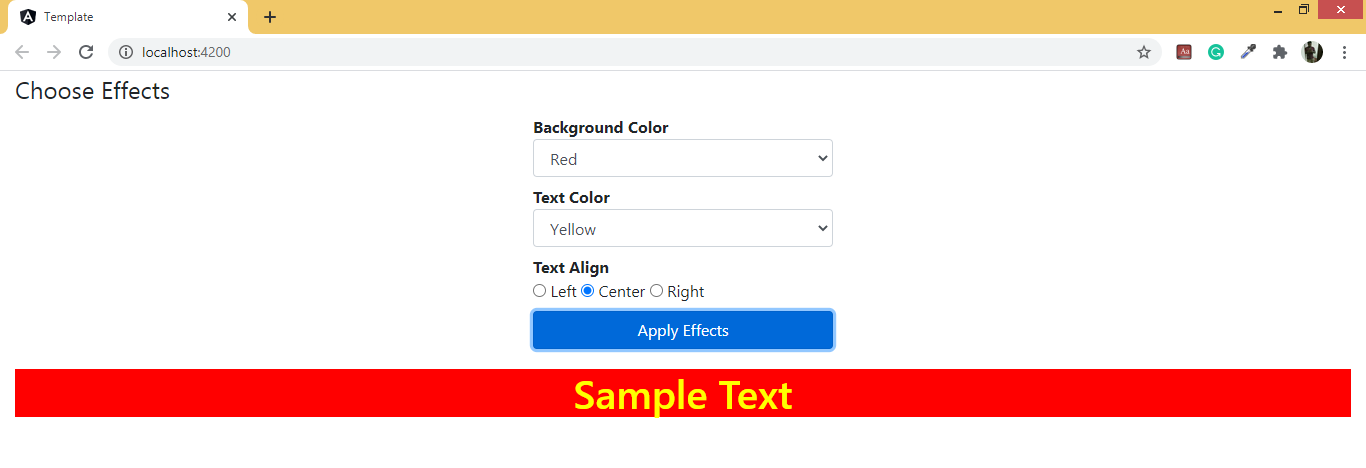 Template
localhost:4200
Choose Effects
Background Color
Red
Text Color
Yellow
Text Align
Left Center Right
Apply Effects
Sample Text